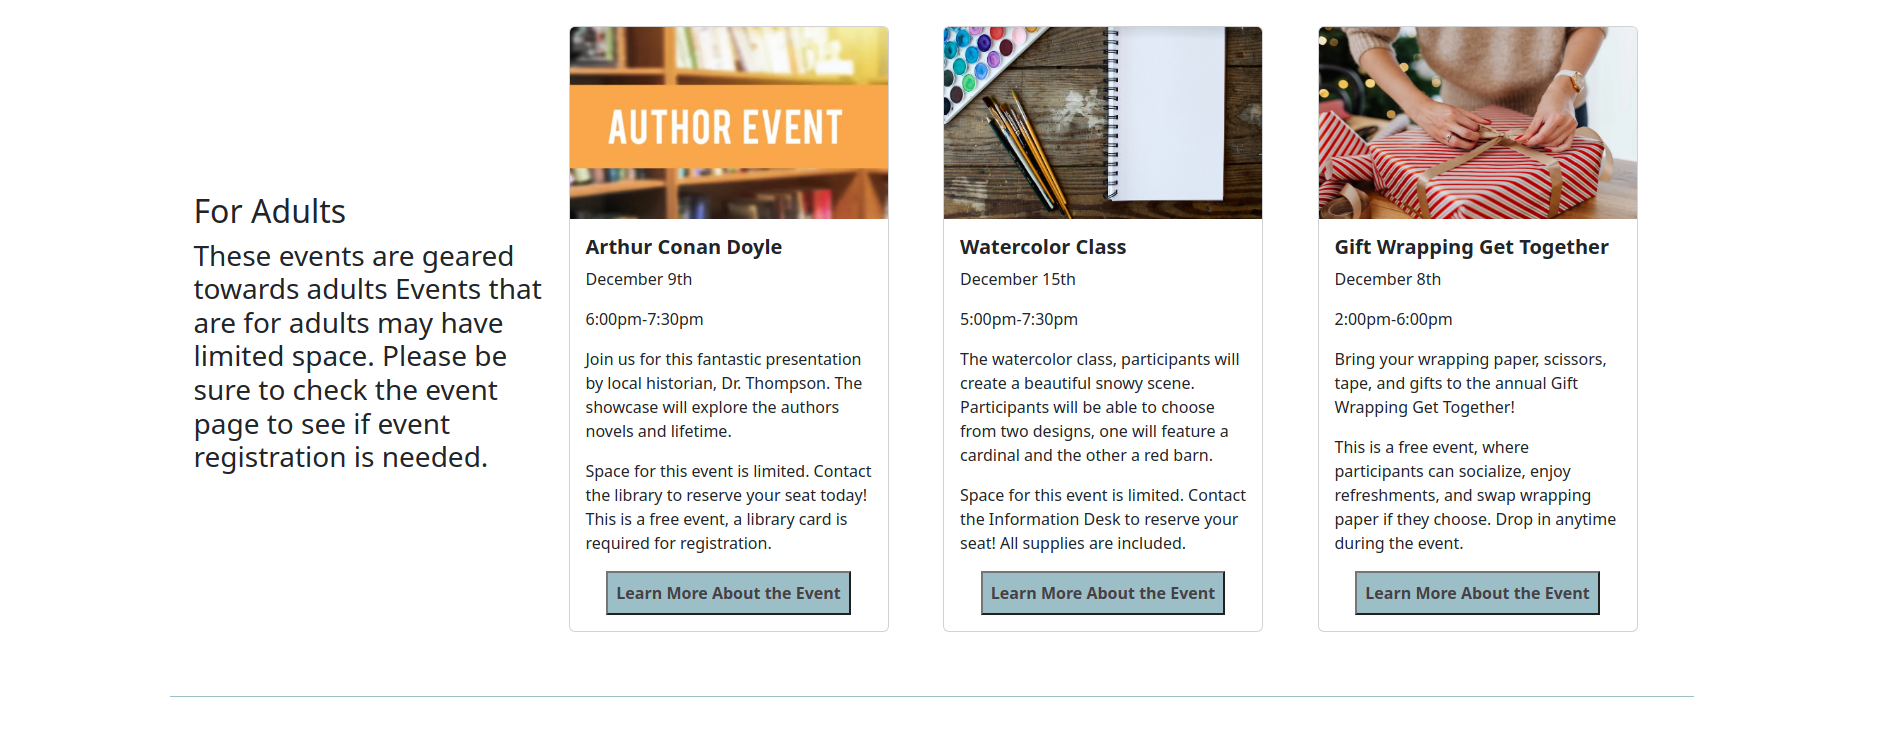 For Adults
These events are geared
towards adults Events that
are for adults may have
limited space. Please be
sure to check the event
page to see if event
registration is needed.
AUTHOR EVENT
Arthur Conan Doyle
December 9th
6:00pm-7:30pm
Join us for this fantastic presentation
by local historian, Dr. Thompson. The
showcase will explore the authors
novels and lifetime.
Space for this event is limited. Contact
the library to reserve your seat today!
This is a free event, a library card is
required for registration.
Learn More About the Event
Watercolor Class
December 15th
5:00pm-7:30pm
The watercolor class, participants will
create a beautiful snowy scene.
Participants will be able to choose
from two designs, one will feature a
cardinal and the other a red barn.
Space for this event is limited. Contact
the Information Desk to reserve your
seat! All supplies are included.
Learn More About the Event
Gift Wrapping Get Together
December 8th
2:00pm-6:00pm
Bring your wrapping paper, scissors,
tape, and gifts to the annual Gift
Wrapping Get Together!
This is a free event, where
participants can socialize, enjoy
refreshments, and swap wrapping
paper if they choose. Drop in anytime
during the event.
Learn More About the Event